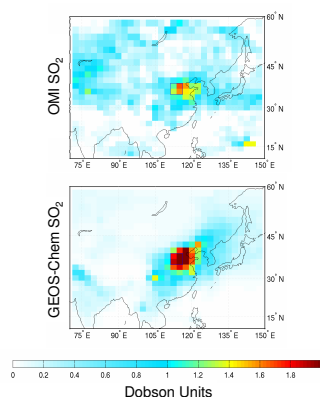 60° N
45° N
30° N
15° N
OMI SO2
75° E 90° E 105° E 120° E 135° E 150° E
60° N
45° N
30° N
15° N
GEOS-Chem SO2
75° E 90° E 105° E 120° E 135° E 150° E
0 0.2 0.4 0.6 0.8 1 1.2 1.4 1.6 1.8
Dobson Units